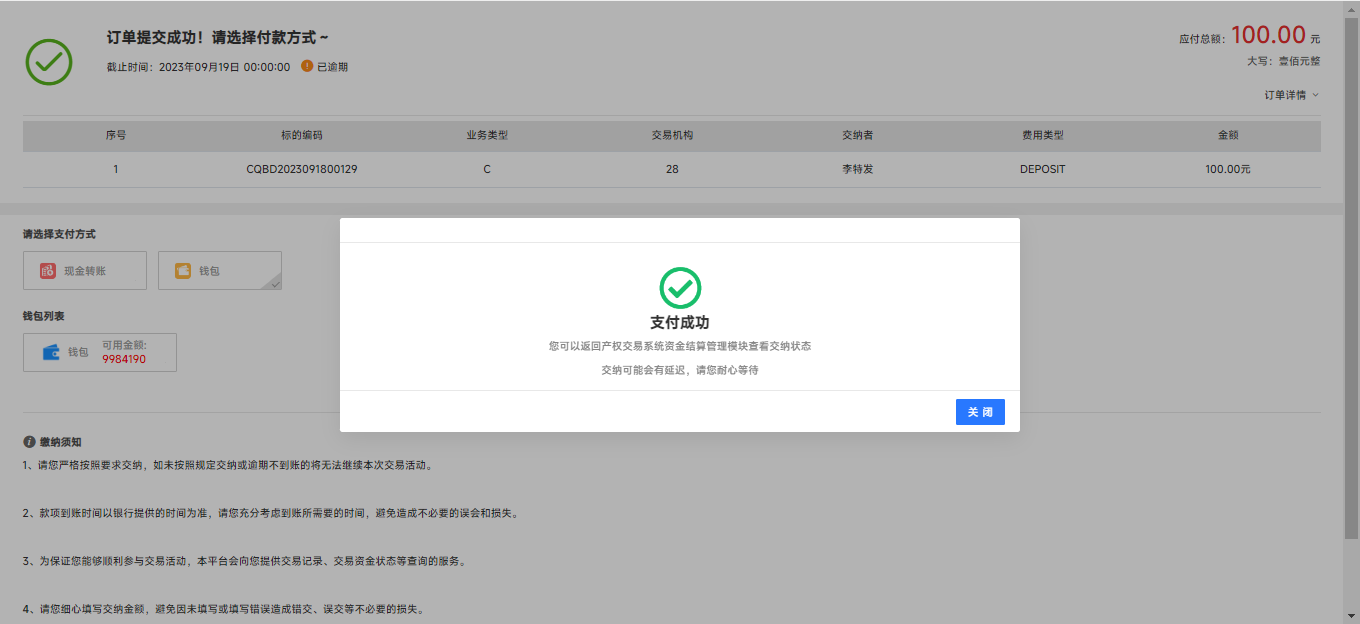 订单提交成功！请选择付款方式～
应付总额：100.00 元
截止时间：2023年09月19日 00:00:00 已逾期
大写：壹佰元整
订单详情
序号 标的编码 业务类型 交易机构 交纳者 费用类型 金额
1 CQBD2023091800129 C 28 李特发 DEPOSIT 100.00元
请选择支付方式
现金转账 钱包
钱包列表
钱包 可用金额:
9984190
支付成功
您可以返回产权交易系统资金结算管理模块查看交纳状态
交纳可能会有延迟，请您耐心等待
关 闭
缴纳须知
1、请您严格按照要求交纳，如未按照规定交纳或逾期不到账的将无法继续本次交易活动。
2、款项到账时间以银行提供的时间为准，请您充分考虑到账所需要的时间，避免造成不必要的误会和损失。
3、为保证您能够顺利参与交易活动，本平台会向您提供交易记录、交易资金状态等查询的服务。
4、请您细心填写交纳金额，避免因未填写或填写错误造成错交、误交等不必要的损失。